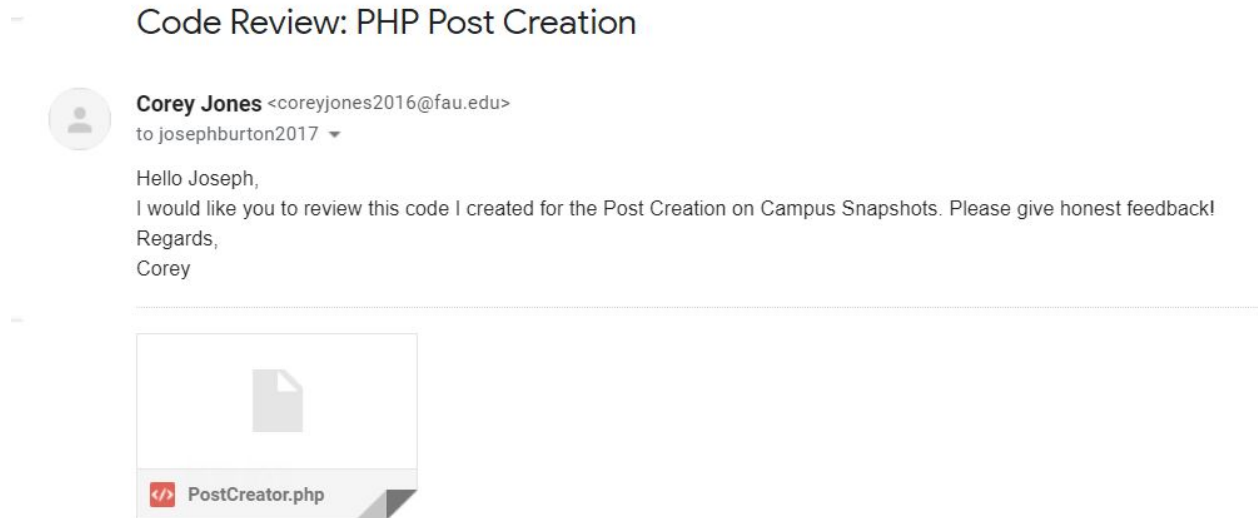 Code Review: PHP Post Creation
Corey Jones <coreyjones2016@fau.edu>
to josephburton2017
Hello Joseph,
I would like you to review this code I created for the Post Creation on Campus Snapshots. Please give honest feedback!
Regards,
Corey
</> PostCreator.php